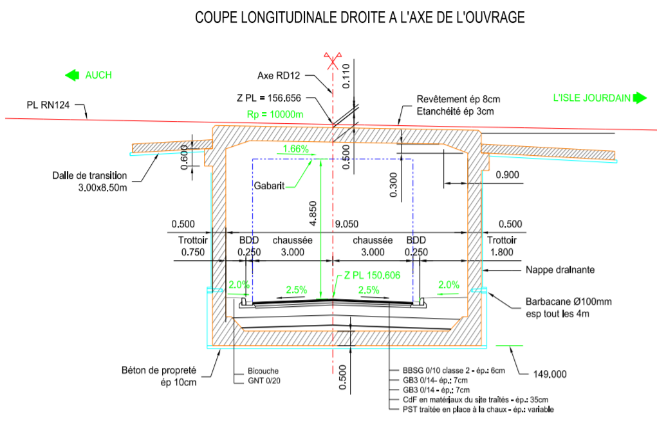 COUPE LONGITUDINALE DROITE A L'AXE DE L'OUVRAGE
AUCH
Axe RD12
0.110
L'ISLE JOURDAIN
PL RN124
Z PL = 156,656
Rp = 10000m
Revêtement ép 8cm
Etanchéité ép 3cm
1.66%
0.500
0.600
Dalle de transition
3,00x8,50m
Gabarit
0.300
0.900
4.850
0.500
9.050
0.500
Trottoir
BDD
chaussée
chaussée
BDD
Trottoir
0.750
0.250
3.000
3.000
0.250
1.800
Nappe drainante
Z PL 150,606
2.0%
2.5%
2.5%
2.0%
Barbacane Ø100mm
esp tout les 4m
Béton de propreté
ép 10cm
Bicouche
GNT 0/20
0.500
149,000
BBSG 0/10 classe 2 - ép.: 6cm
GB3 0/14- ép.: 7cm
GB3 0/14 - ép.: 7cm
CdF en matériaux du site traités - ép.: 35cm
PST traitée en place à la chaux - ép.: variable